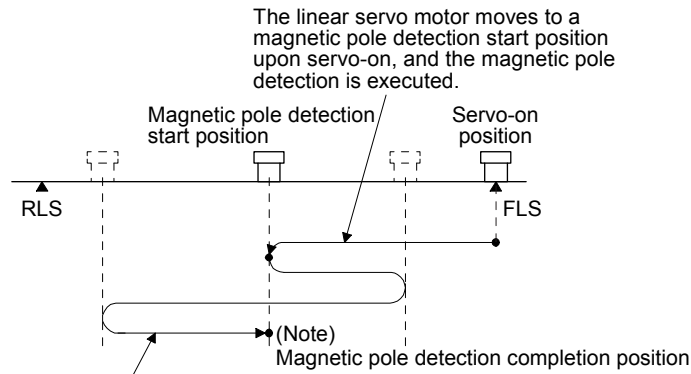 The linear servo motor moves to a
magnetic pole detection start position
upon servo-on, and the magnetic pole
detection is executed.
Magnetic pole detection
start position
Servo-on
position
RLS
FLS
(Note)
Magnetic pole detection completion position